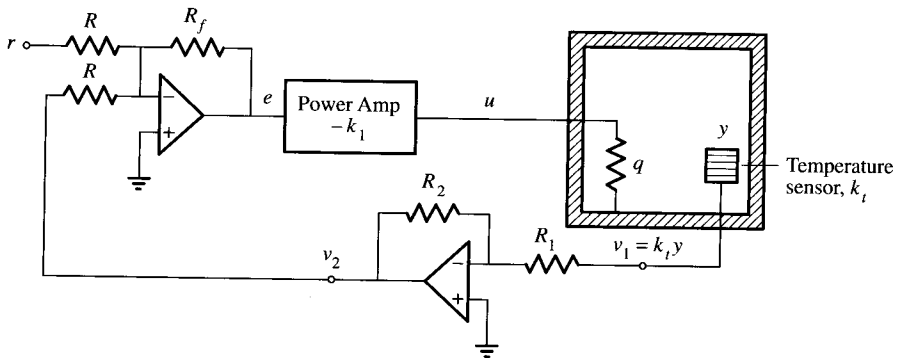 R
R_f
r
R
−
+
e
Power Amp
−k_1
u
y
q
Temperature
sensor, k_t
R_2
R_1
v_1 = k_t y
v_2
−
+